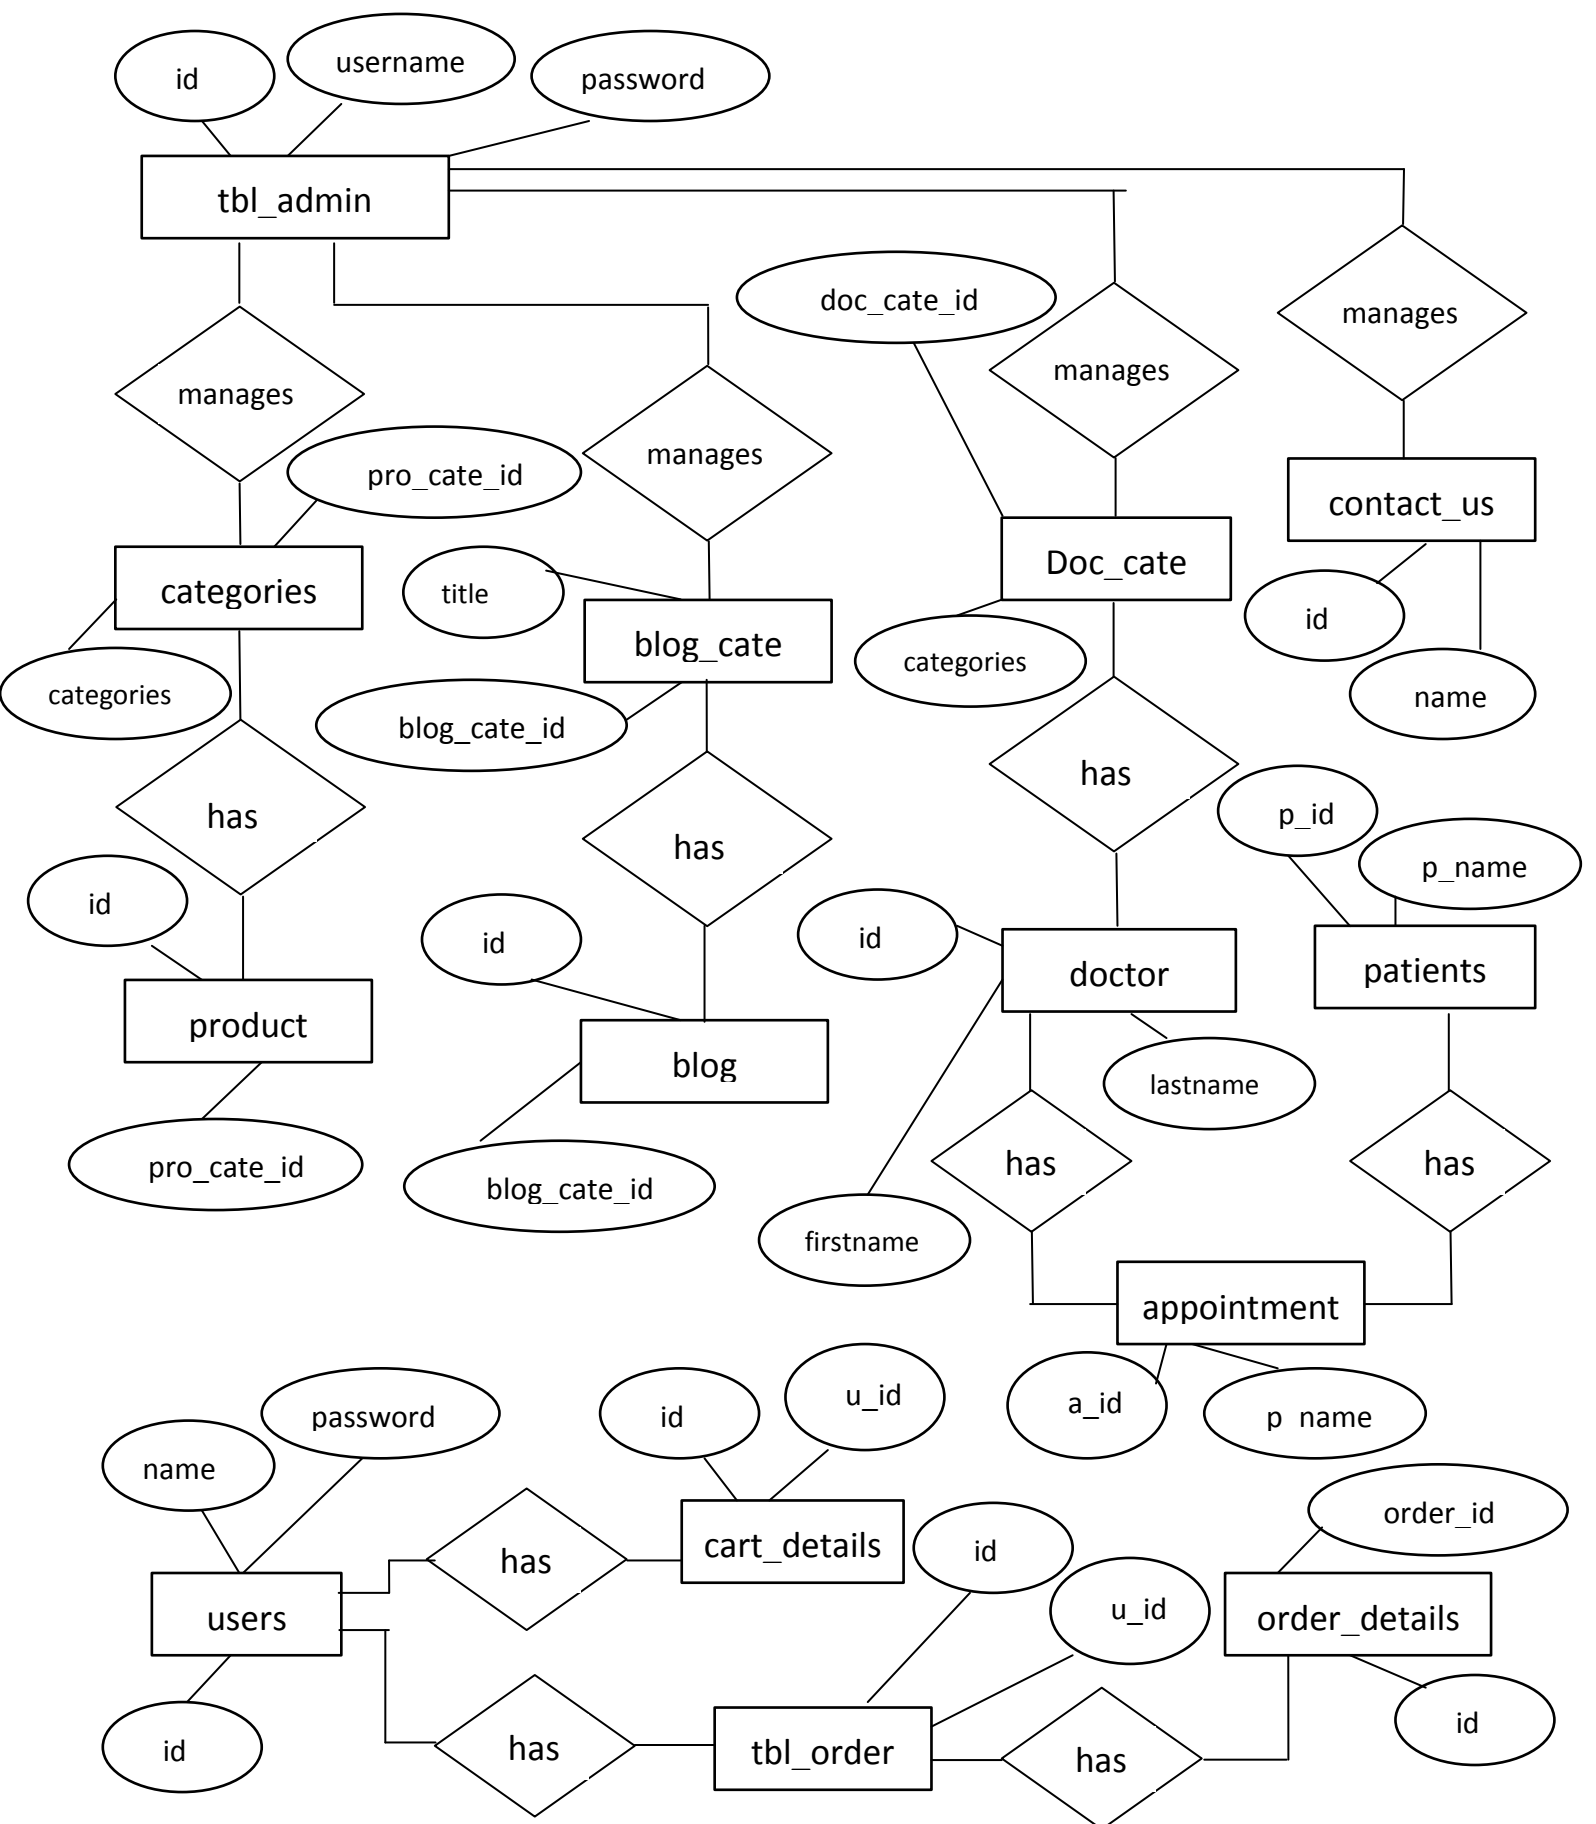 id
username
password
tbl_admin
doc_cate_id
manages
manages
manages
manages
pro_cate_id
contact_us
Doc_cate
categories
title
blog_cate
id
categories
categories
name
blog_cate_id
has
has
has
p_id
p_name
id
id
id
doctor
patients
product
blog
lastname
pro_cate_id
blog_cate_id
has
has
firstname
appointment
password
id
u_id
a_id
p_name
name
order_id
has
cart_details
id
users
u_id
order_details
id
has
tbl_order
has
id